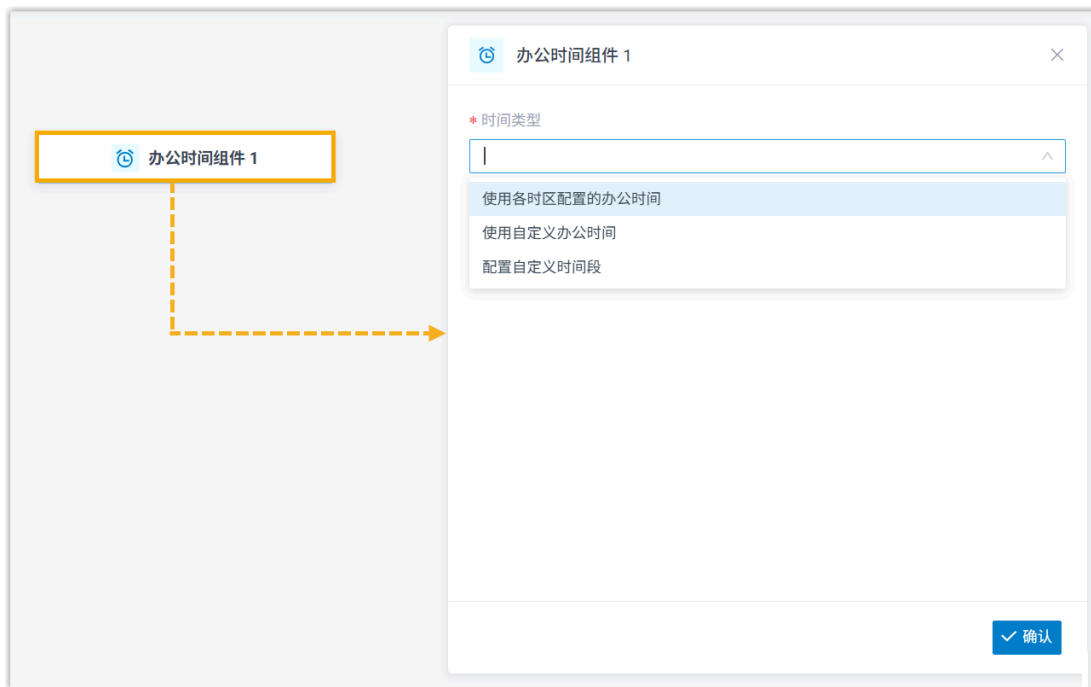 办公时间组件 1
办公时间组件 1
* 时间类型
使用各时区配置的办公时间
使用自定义办公时间
配置自定义时间段
确认